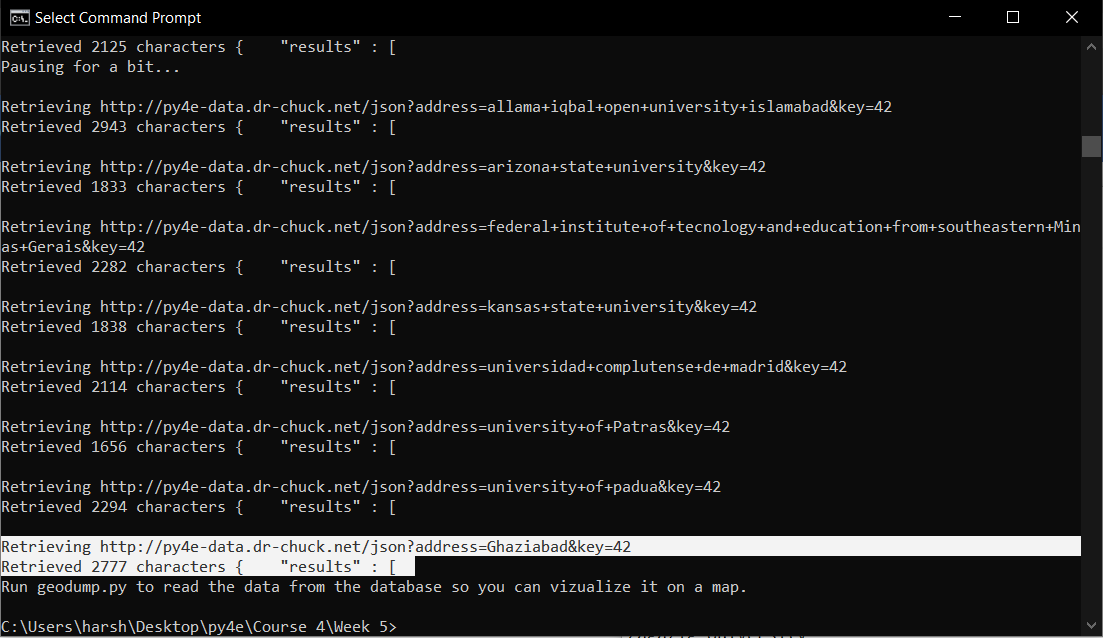 Select Command Prompt
Retrieved 2125 characters {    "results" : [
Pausing for a bit...
Retrieving http://py4e-data.dr-chuck.net/json?address=allama+iqbal+open+university+islamabad&key=42
Retrieved 2943 characters {    "results" : [
Retrieving http://py4e-data.dr-chuck.net/json?address=arizona+state+university&key=42
Retrieved 1833 characters {    "results" : [
Retrieving http://py4e-data.dr-chuck.net/json?address=federal+institute+of+tecnology+and+education+from+southeastern+Min
as+Gerais&key=42
Retrieved 2282 characters {    "results" : [
Retrieving http://py4e-data.dr-chuck.net/json?address=kansas+state+university&key=42
Retrieved 1838 characters {    "results" : [
Retrieving http://py4e-data.dr-chuck.net/json?address=universidad+complutense+de+madrid&key=42
Retrieved 2114 characters {    "results" : [
Retrieving http://py4e-data.dr-chuck.net/json?address=university+of+Patras&key=42
Retrieved 1656 characters {    "results" : [
Retrieving http://py4e-data.dr-chuck.net/json?address=university+of+padua&key=42
Retrieved 2294 characters {    "results" : [
Retrieving http://py4e-data.dr-chuck.net/json?address=Ghaziabad&key=42
Retrieved 2777 characters {    "results" : [
Run geodump.py to read the data from the database so you can vizualize it on a map.
C:\Users\harsh\Desktop\py4e\Course 4\Week 5>